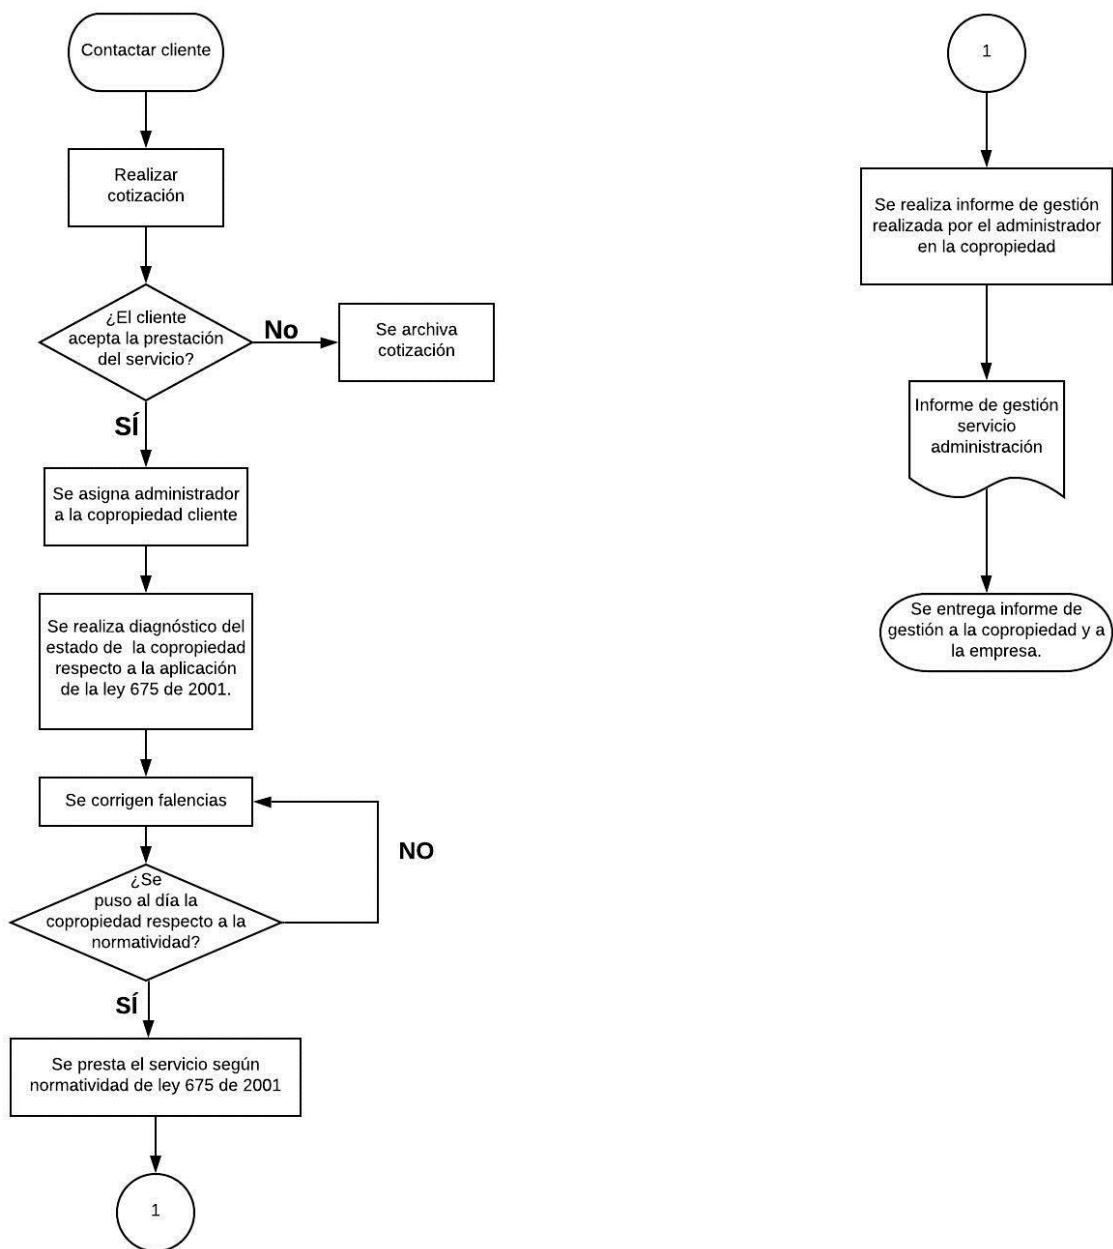 Contactar cliente
Realizar
cotización
¿El cliente
acepta la prestación
del servicio?
No
Se archiva
cotización
SÍ
Se asigna administrador
a la copropiedad cliente
Se realiza diagnóstico del
estado de la copropiedad
respecto a la aplicación
de la ley 675 de 2001.
Se corrigen falencias
NO
¿Se
puso al día la
copropiedad respecto a la
normatividad?
SÍ
Se presta el servicio según
normatividad de ley 675 de 2001
1
1
Se realiza informe de gestión
realizada por el administrador
en la copropiedad
Informe de gestión
servicio
administración
Se entrega informe de
gestión a la copropiedad y a
la empresa.